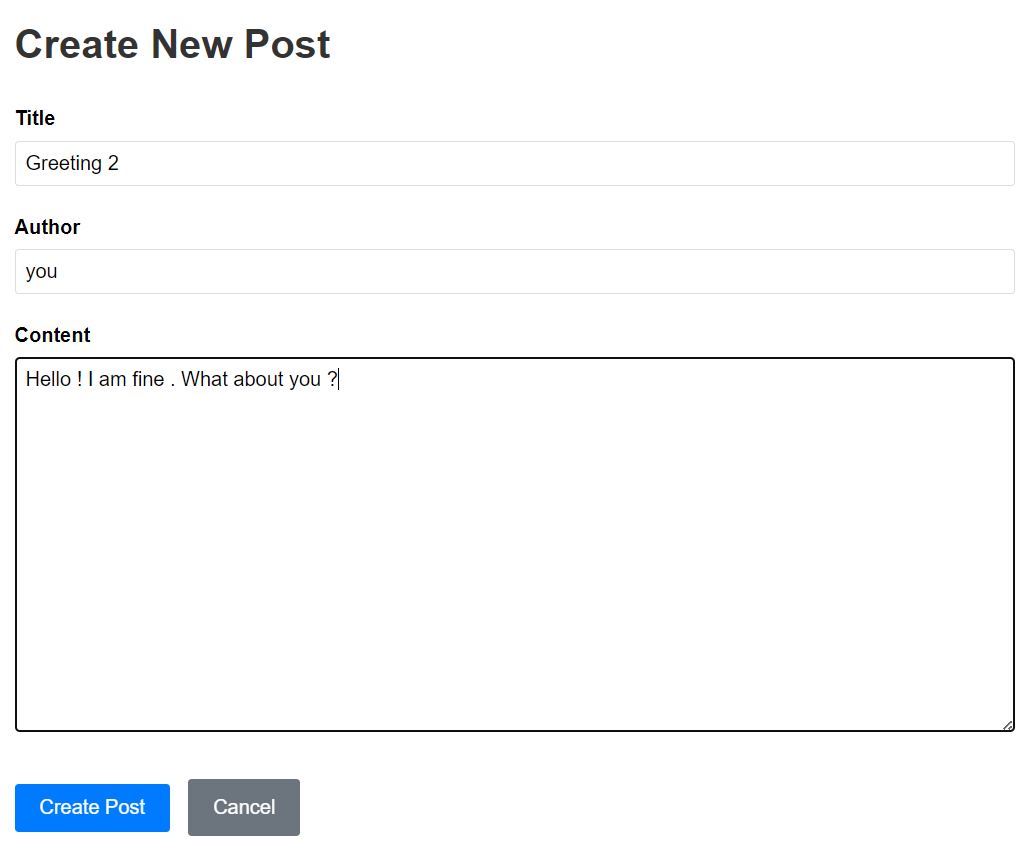 Create New Post
Title
Greeting 2
Author
you
Content
Hello ! I am fine . What about you ?
Create Post
Cancel